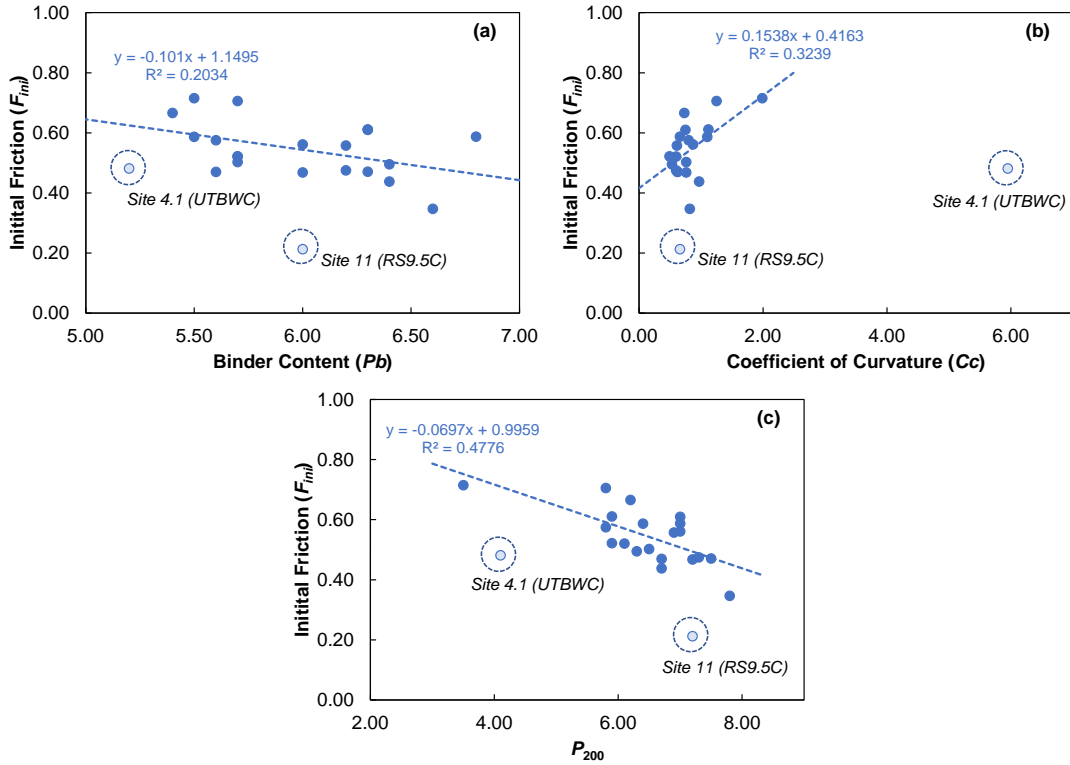 (a)
y = -0.101x + 1.1495
R² = 0.2034
Initital Friction (Fini)
1.00
0.80
0.60
0.40
0.20
0.00
Site 4.1 (UTBWC)
Site 11 (RS9.5C)
5.00 5.50 6.00 6.50 7.00
Binder Content (Pb)
(b)
y = 0.1538x + 0.4163
R² = 0.3239
Initital Friction (Fini)
1.00
0.80
0.60
0.40
0.20
0.00
Site 4.1 (UTBWC)
Site 11 (RS9.5C)
0.00 2.00 4.00 6.00
Coefficient of Curvature (Cc)
(c)
y = -0.0697x + 0.9959
R² = 0.4776
Initital Friction (Fini)
1.00
0.80
0.60
0.40
0.20
0.00
Site 4.1 (UTBWC)
Site 11 (RS9.5C)
2.00 4.00 6.00 8.00
P200